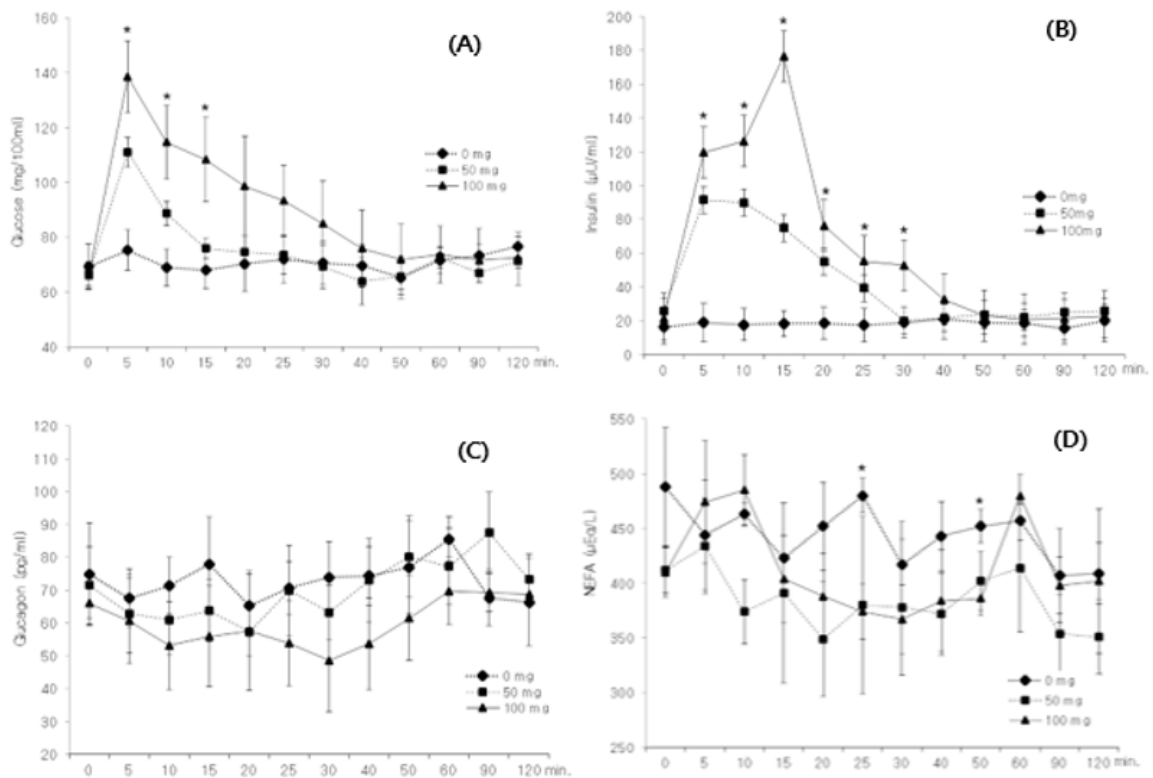 (A)
Glucose (mg/100ml)
160
140
120
100
80
60
40
* * *
0 mg
50 mg
100 mg
0 5 10 15 20 25 30 40 50 60 90 120 min.
(B)
Insulin (μU/ml)
200
180
160
140
120
100
80
60
40
20
0
* * * * * *
0mg
50mg
100mg
0 5 10 15 20 25 30 40 50 60 90 120 min.
(C)
Glucagon (pg/ml)
120
110
100
90
80
70
60
50
40
30
20
0 mg
50 mg
100 mg
0 5 10 15 20 25 30 40 50 60 90 120 min.
(D)
NEFA (μEq/L)
550
500
450
400
350
300
250
* *
0 mg
50 mg
100 mg
0 5 10 15 20 25 30 40 50 60 90 120 min.